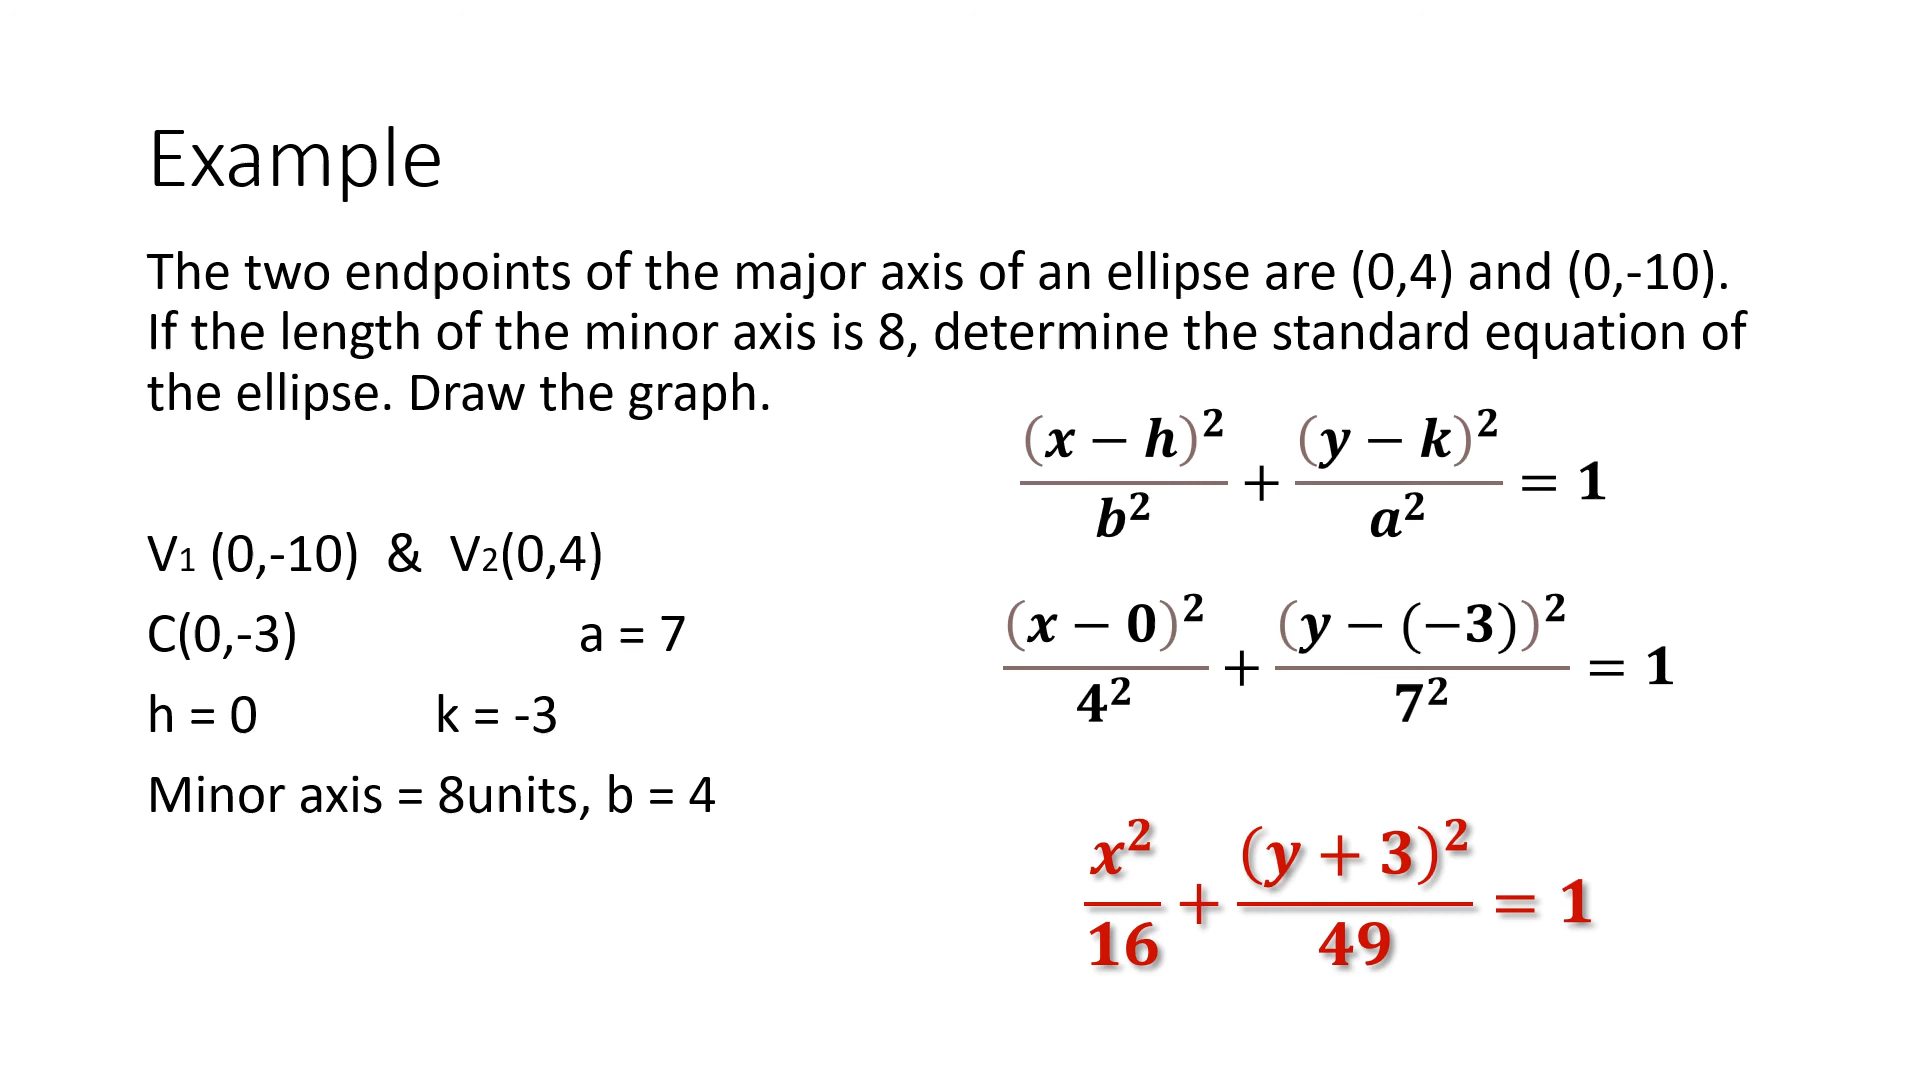 Example
The two endpoints of the major axis of an ellipse are (0,4) and (0,-10).
If the length of the minor axis is 8, determine the standard equation of
the ellipse. Draw the graph.
(x − h)²/b² + (y − k)²/a² = 1
V₁ (0,-10) & V₂(0,4)
C(0,-3) a = 7
h = 0 k = -3
Minor axis = 8units, b = 4
(x − 0)²/4² + (y − (−3))²/7² = 1
x²/16 + (y + 3)²/49 = 1